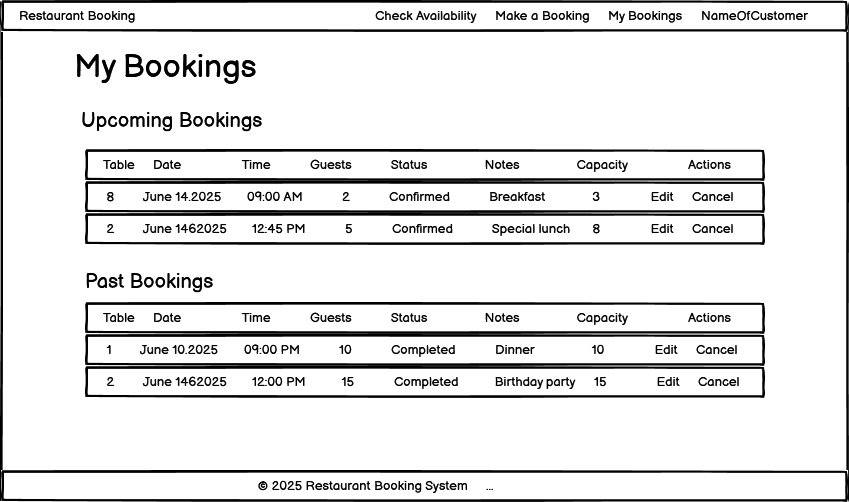 Restaurant Booking Check Availability Make a Booking My Bookings NameOfCustomer
My Bookings
Upcoming Bookings
Table Date Time Guests Status Notes Capacity Actions
8 June 14.2025 09:00 AM 2 Confirmed Breakfast 3 Edit Cancel
2 June 1462025 12:45 PM 5 Confirmed Special lunch 8 Edit Cancel
Past Bookings
Table Date Time Guests Status Notes Capacity Actions
1 June 10.2025 09:00 PM 10 Completed Dinner 10 Edit Cancel
2 June 1462025 12:00 PM 15 Completed Birthday party 15 Edit Cancel
© 2025 Restaurant Booking System ...